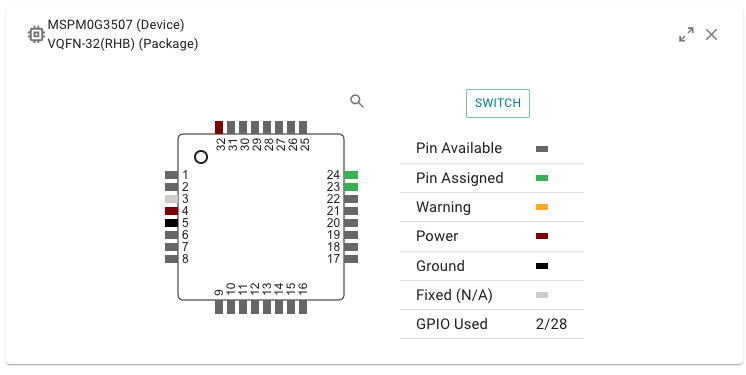 MSPM0G3507 (Device)
VQFN-32(RHB) (Package)
SWITCH
32 31 30 29 28 27 26 25
1
2
3
4
5
6
7
8
24
23
22
21
20
19
18
17
9 10 11 12 13 14 15 16
Pin Available
Pin Assigned
Warning
Power
Ground
Fixed (N/A)
GPIO Used 2/28